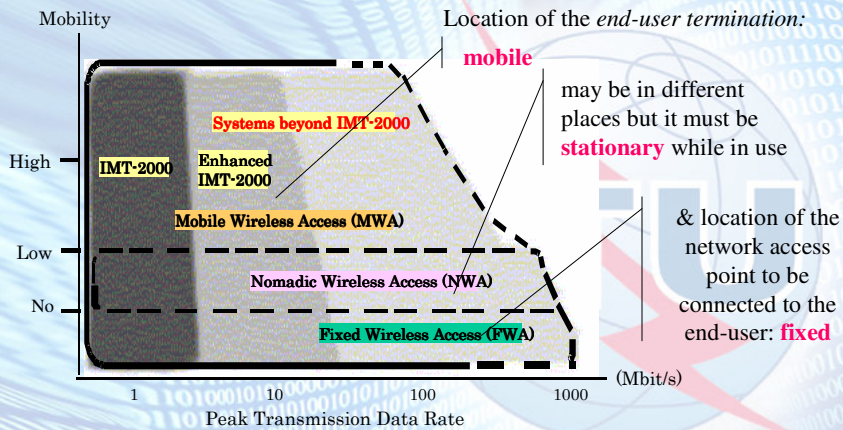 Mobility
Location of the end-user termination:
mobile
may be in different
places but it must be
stationary while in use
Systems beyond IMT-2000
High
IMT-2000
Enhanced
IMT-2000
Mobile Wireless Access (MWA)
& location of the
network access
point to be
connected to the
end-user: fixed
Low
Nomadic Wireless Access (NWA)
No
Fixed Wireless Access (FWA)
1
10
100
1000
(Mbit/s)
Peak Transmission Data Rate